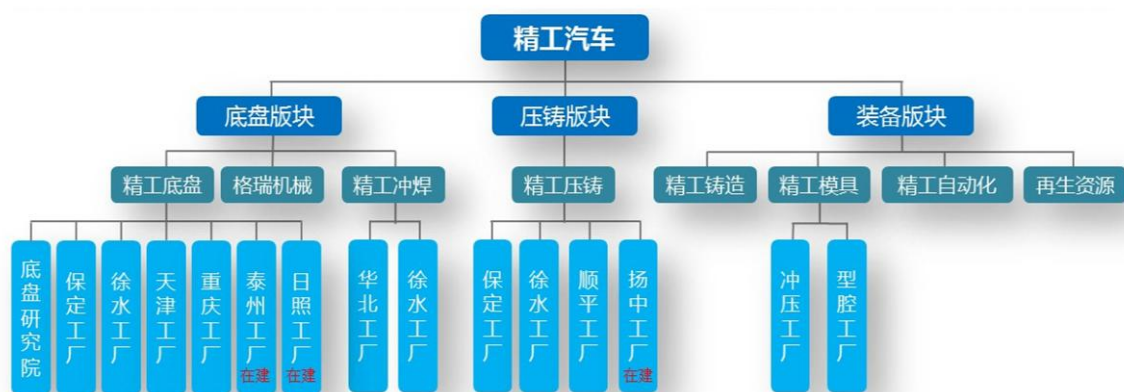 精工汽车
底盘版块
压铸版块
装备版块
精工底盘
格瑞机械
精工冲焊
精工压铸
精工铸造
精工模具
精工自动化
再生资源
底盘研究院
保定工厂
徐水工厂
天津工厂
重庆工厂
泰州工厂
在建
日照工厂
在建
华北工厂
徐水工厂
保定工厂
徐水工厂
顺平工厂
扬中工厂
在建
冲压工厂
型腔工厂